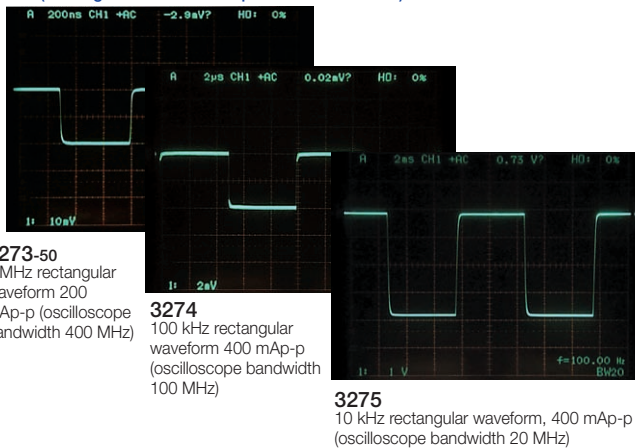 A 200ns CH1 +AC -2.9mV? HO: 0%
1: 10mV
273-50
MHz rectangular
aveform 200
Ap-p (oscilloscope
andwidth 400 MHz)
A 2µs CH1 +AC 0.02mV? HO: 0%
1: 2mV
3274
100 kHz rectangular
waveform 400 mAp-p
(oscilloscope bandwidth
100 MHz)
A 2ms CH1 +AC 0.73 V? HO: 0%
f=100.00 Hz
1: 1 V BW20
3275
10 kHz rectangular waveform, 400 mAp-p
(oscilloscope bandwidth 20 MHz)